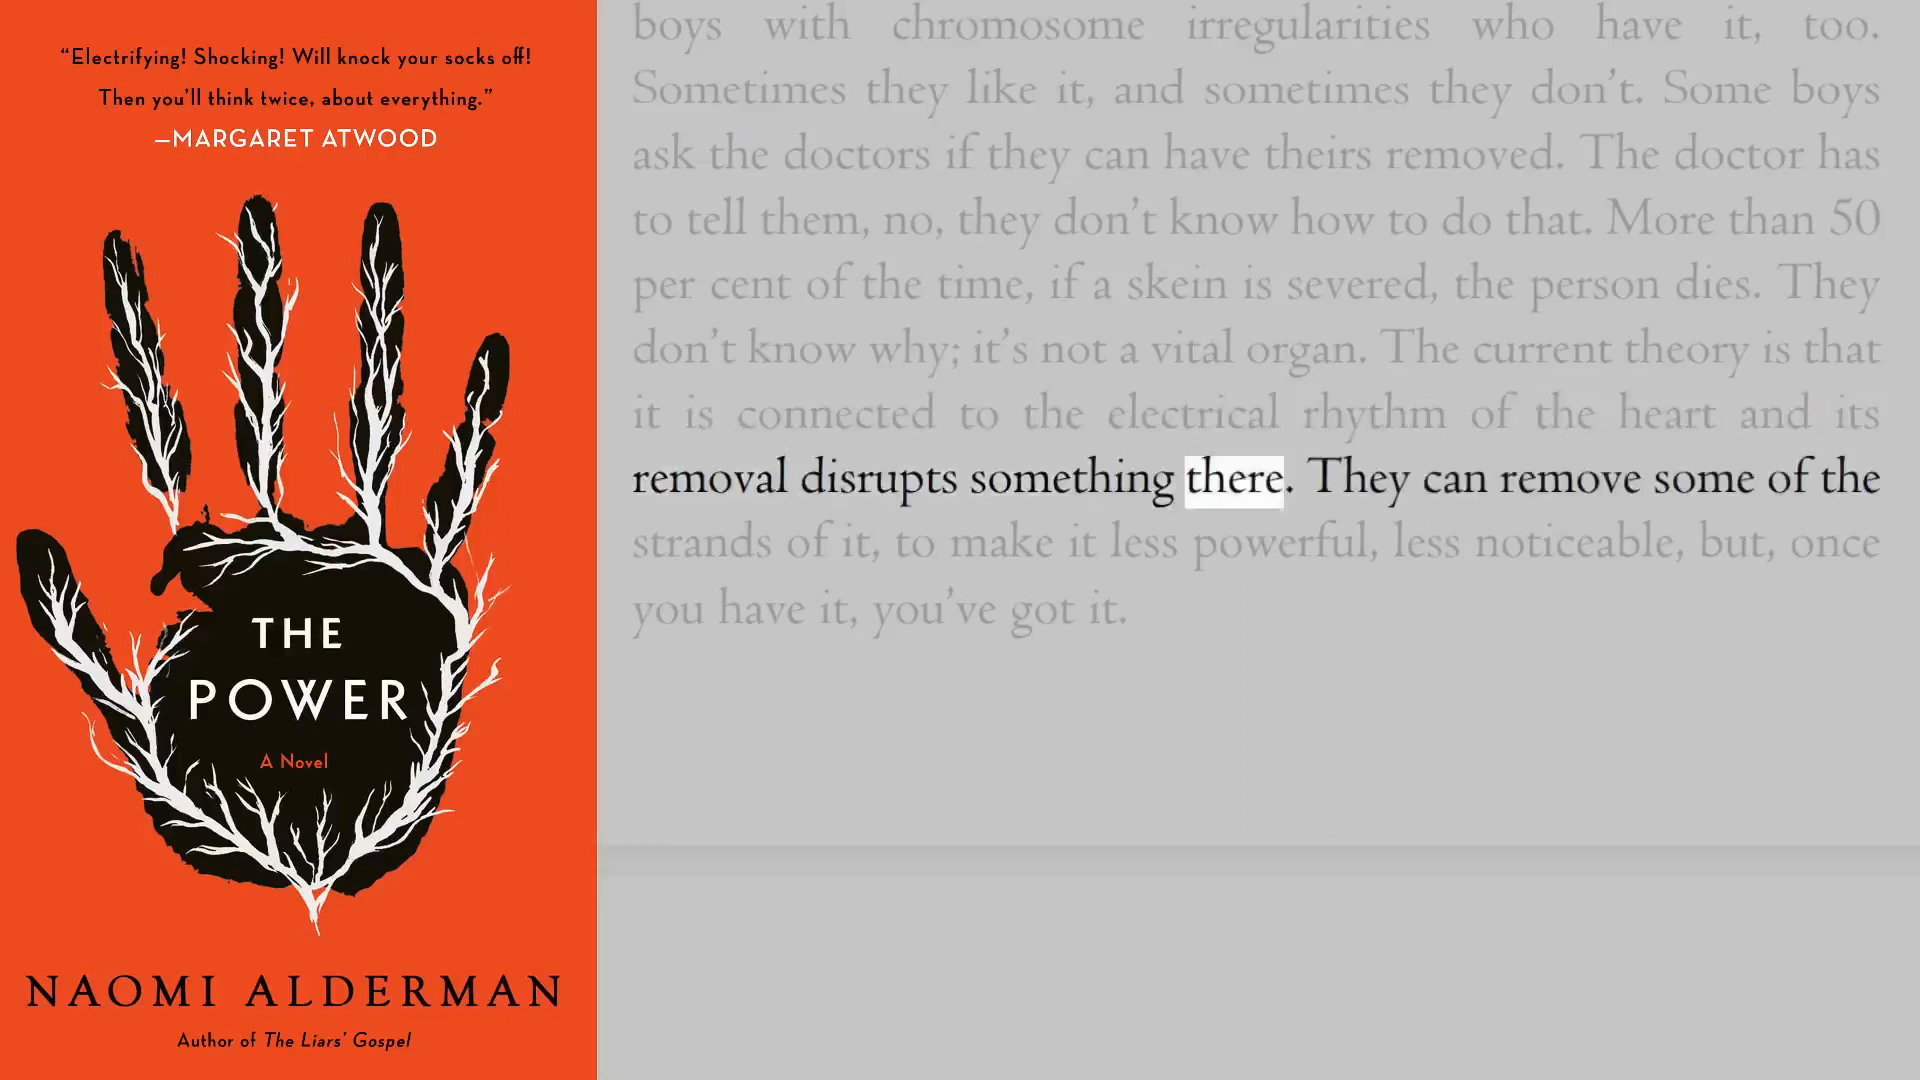 “Electrifying! Shocking! Will knock your socks off!
Then you’ll think twice, about everything.”
—MARGARET ATWOOD
THE
POWER
A Novel
NAOMI ALDERMAN
Author of The Liars’ Gospel
boys with chromosome irregularities who have it, too.
Sometimes they like it, and sometimes they don’t. Some boys
ask the doctors if they can have theirs removed. The doctor has
to tell them, no, they don’t know how to do that. More than 50
per cent of the time, if a skein is severed, the person dies. They
don’t know why; it’s not a vital organ. The current theory is that
it is connected to the electrical rhythm of the heart and its
removal disrupts something there. They can remove some of the
strands of it, to make it less powerful, less noticeable, but, once
you have it, you’ve got it.